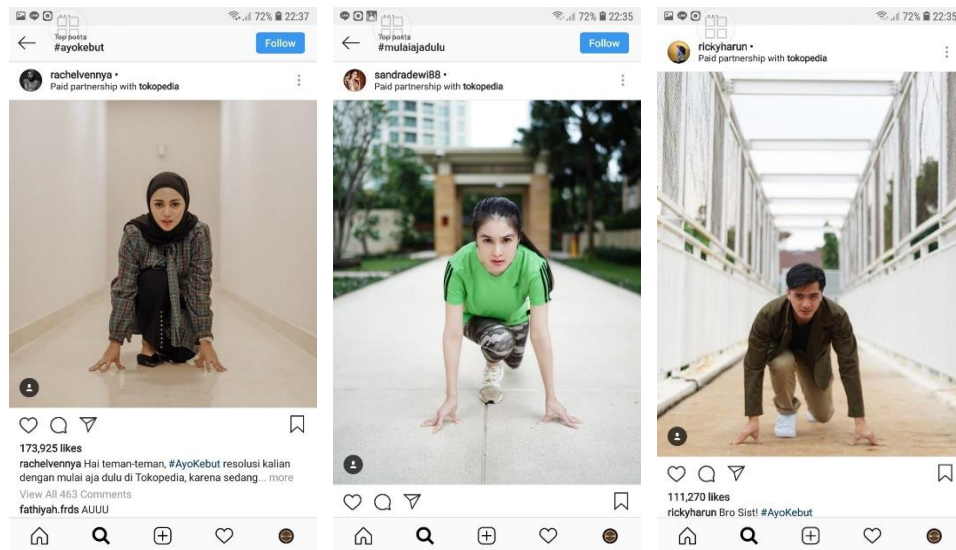 72% 22:37
Top posts
#ayokebut
Follow
rachelvennya •
Paid partnership with tokopedia
173,925 likes
rachelvennya Hai teman-teman, #AyoKebut resolusi kalian
dengan mulai aja dulu di Tokopedia, karena sedang... more
View All 463 Comments
fathiyah.frds AUUU
72% 22:35
Top posts
#mulaiajadulu
Follow
sandradewi88 •
Paid partnership with tokopedia
72% 22:35
rickyharun •
Paid partnership with tokopedia
111,270 likes
rickyharun Bro Sist! #AyoKebut